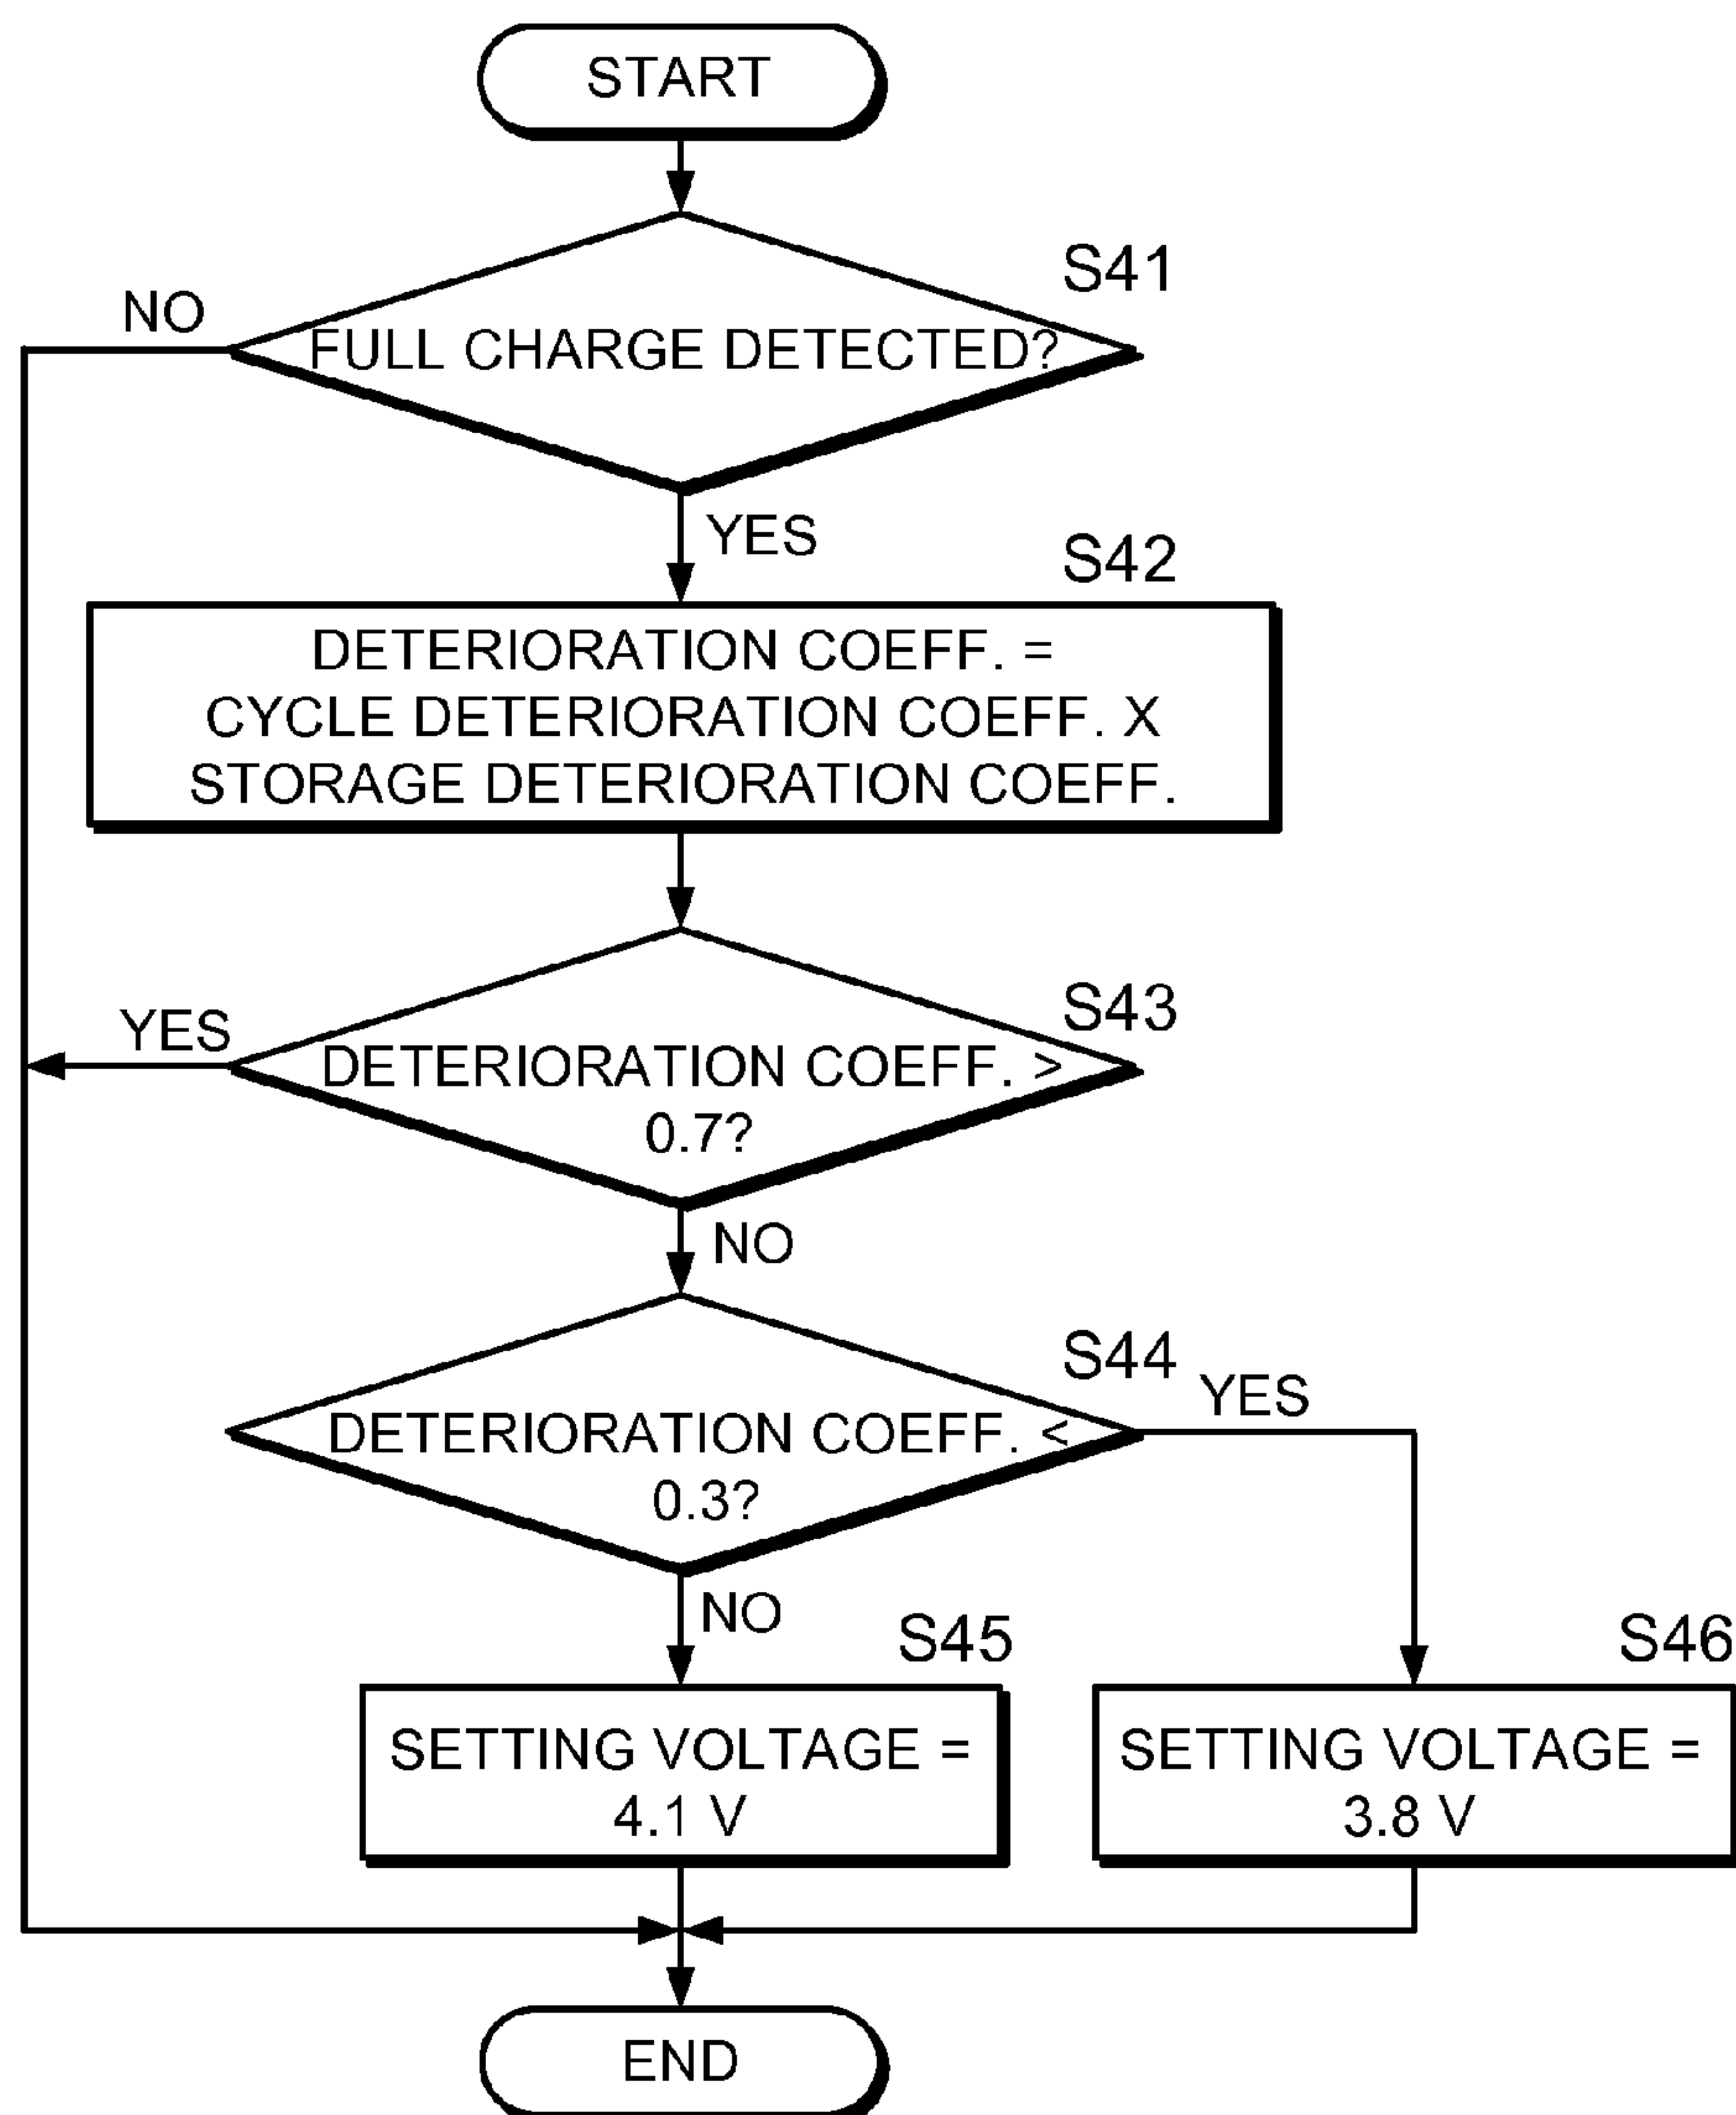 START
S41
NO
FULL CHARGE DETECTED?
YES
S42
DETERIORATION COEFF. =
CYCLE DETERIORATION COEFF. X
STORAGE DETERIORATION COEFF.
S43
YES
DETERIORATION COEFF. >
0.7?
NO
S44
YES
DETERIORATION COEFF. <
0.3?
NO
S45
S46
SETTING VOLTAGE =
4.1 V
SETTING VOLTAGE =
3.8 V
END